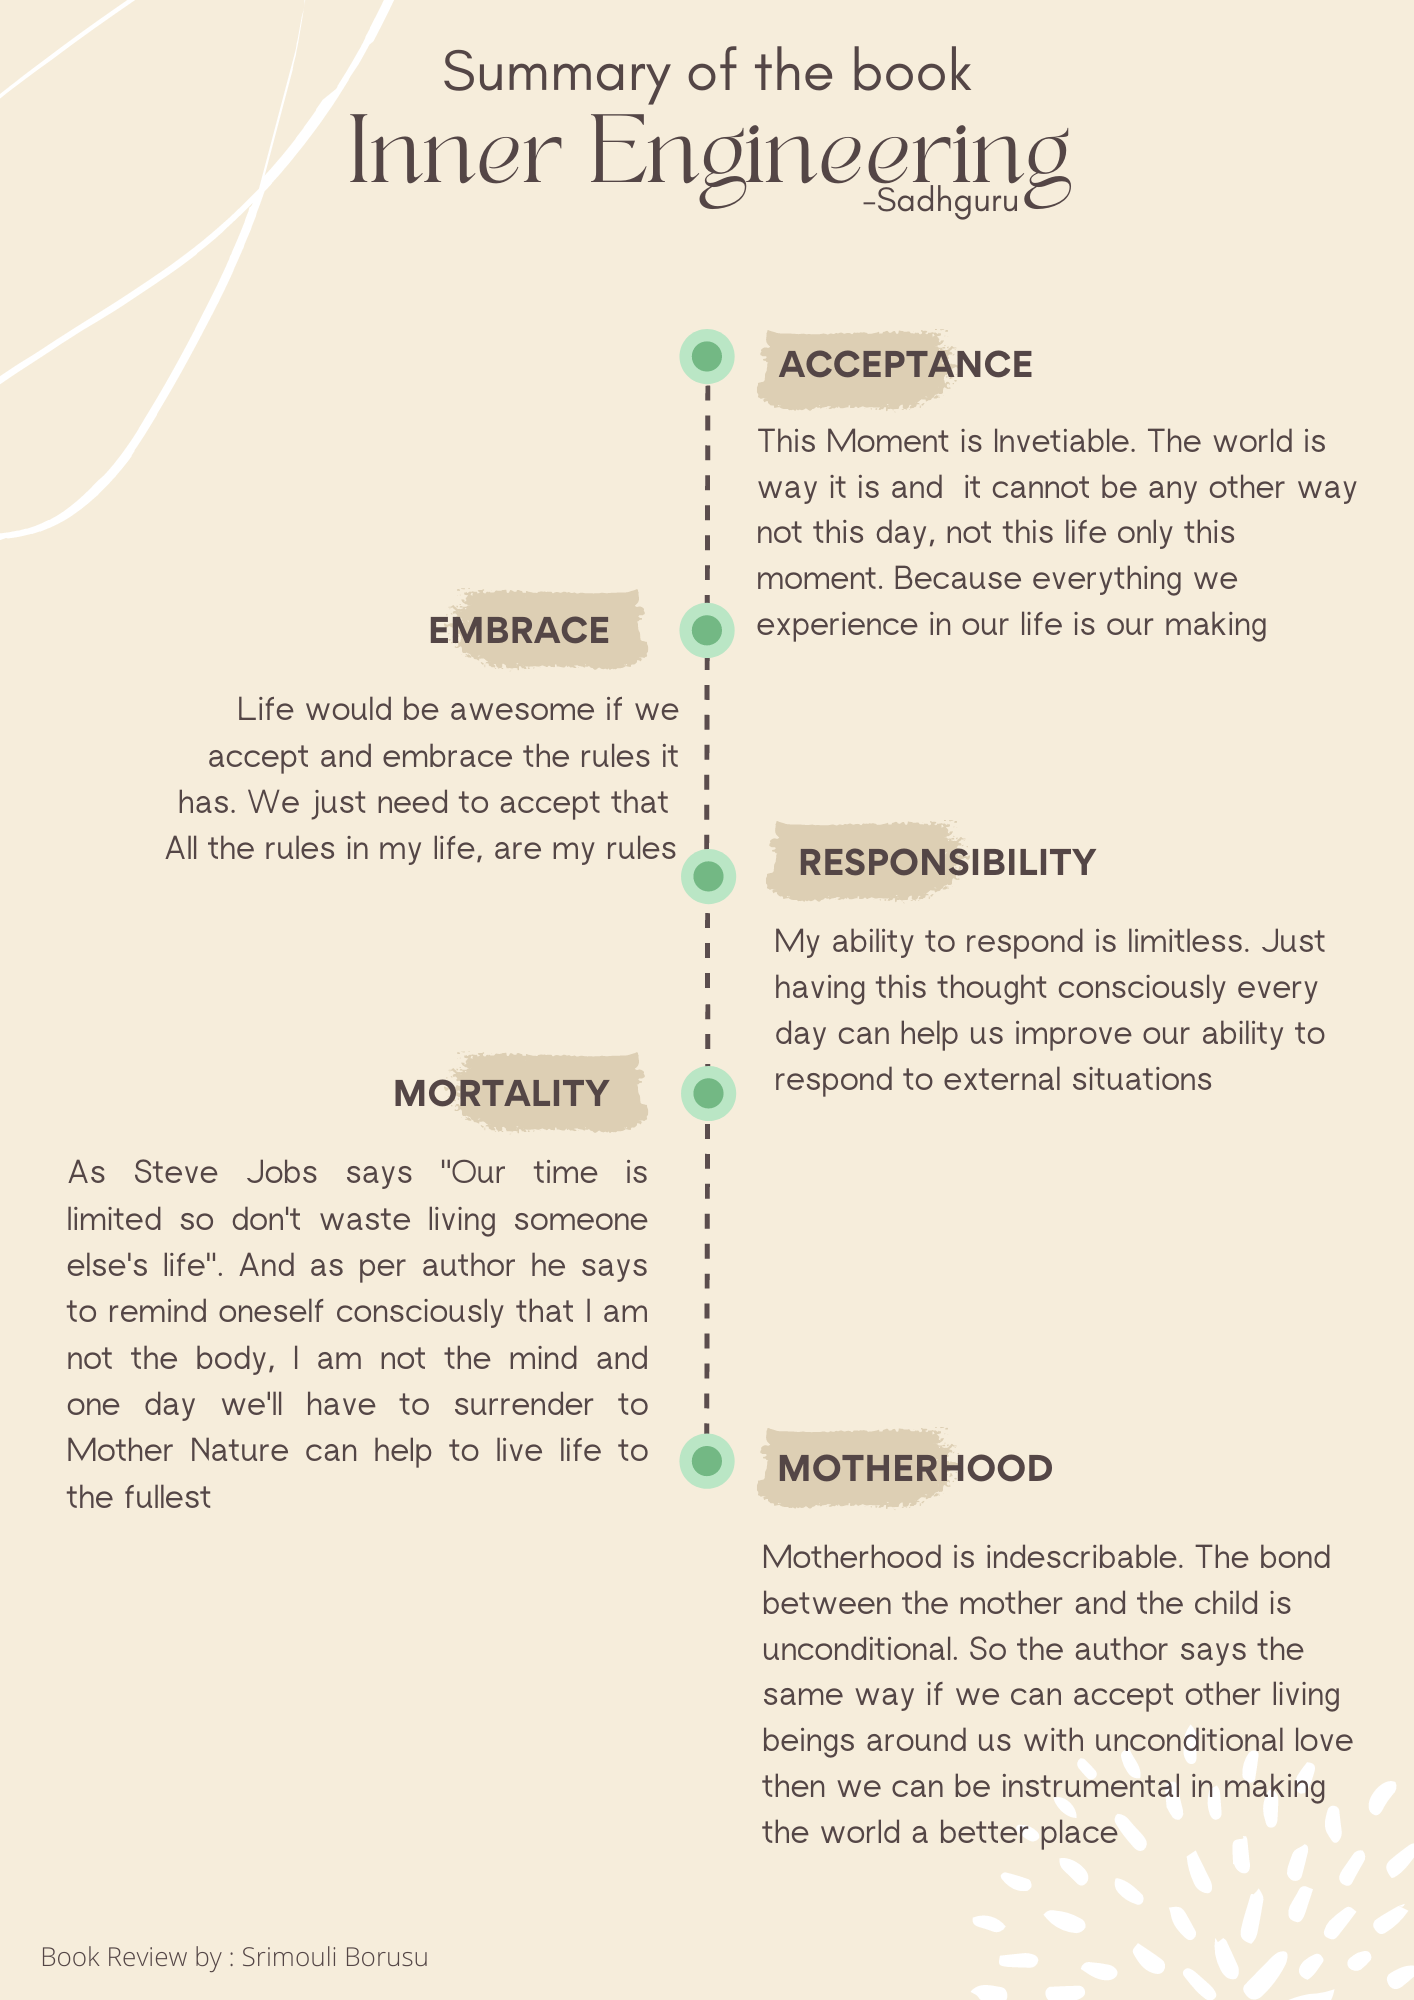 Summary of the book
Inner Engineering
-Sadhguru
ACCEPTANCE
This Moment is Invetiable. The world is
way it is and  it cannot be any other way
not this day, not this life only this
moment. Because everything we
experience in our life is our making
EMBRACE
Life would be awesome if we
accept and embrace the rules it
has. We just need to accept that
All the rules in my life, are my rules
RESPONSIBILITY
My ability to respond is limitless. Just
having this thought consciously every
day can help us improve our ability to
respond to external situations
MORTALITY
As Steve Jobs says "Our time is
limited so don't waste living someone
else's life". And as per author he says
to remind oneself consciously that I am
not the body, I am not the mind and
one day we'll have to surrender to
Mother Nature can help to live life to
the fullest
MOTHERHOOD
Motherhood is indescribable. The bond
between the mother and the child is
unconditional. So the author says the
same way if we can accept other living
beings around us with unconditional love
then we can be instrumental in making
the world a better place
Book Review by : Srimouli Borusu